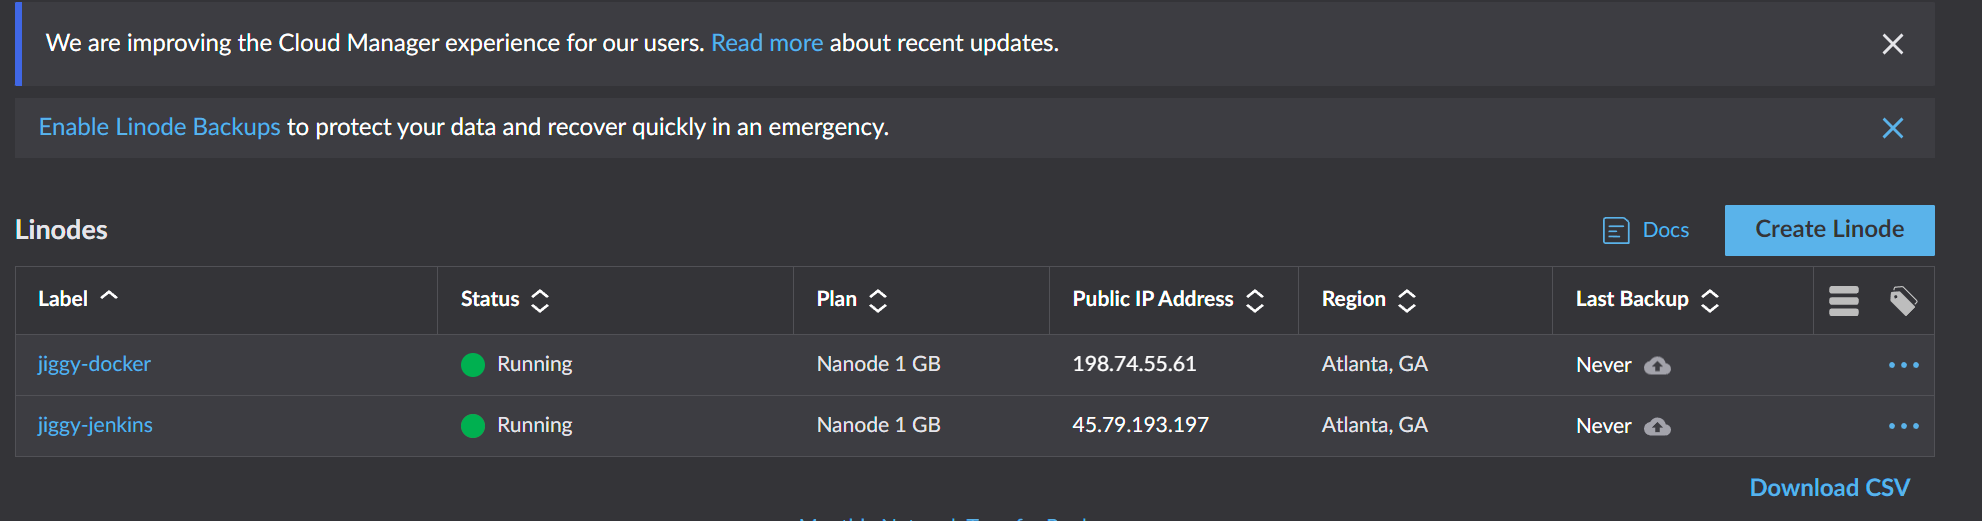 We are improving the Cloud Manager experience for our users. Read more about recent updates.
Enable Linode Backups to protect your data and recover quickly in an emergency.
Linodes Docs Create Linode
Label Status Plan Public IP Address Region Last Backup
jiggy-docker Running Nanode 1 GB 198.74.55.61 Atlanta, GA Never
jiggy-jenkins Running Nanode 1 GB 45.79.193.197 Atlanta, GA Never
Download CSV